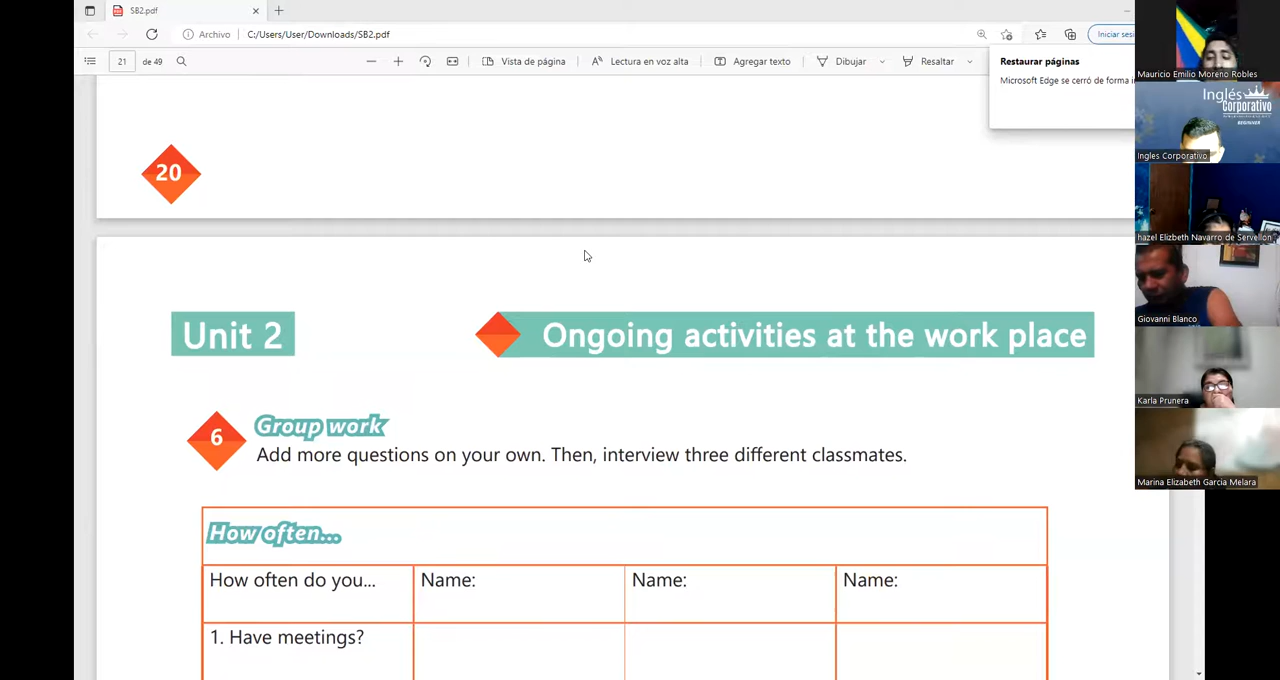 SB2.pdf
Archivo
C:/Users/User/Downloads/SB2.pdf
Iniciar sesi
21
de 49
Vista de página
Lectura en voz alta
Agregar texto
Dibujar
Resaltar
Restaurar páginas
Microsoft Edge se cerró de forma i
20
Unit 2
Ongoing activities at the work place
6
Group work
Add more questions on your own. Then, interview three different classmates.
How often...
How often do you...
Name:
Name:
Name:
1. Have meetings?
Mauricio Emilio Moreno Robles
Inglés
Corporativo
BEGINNER
Ingles Corporativo
hazel Elizbeth Navarro de Servellon
Giovanni Blanco
Karla Prunera
Marina Elizabeth Garcia Melara